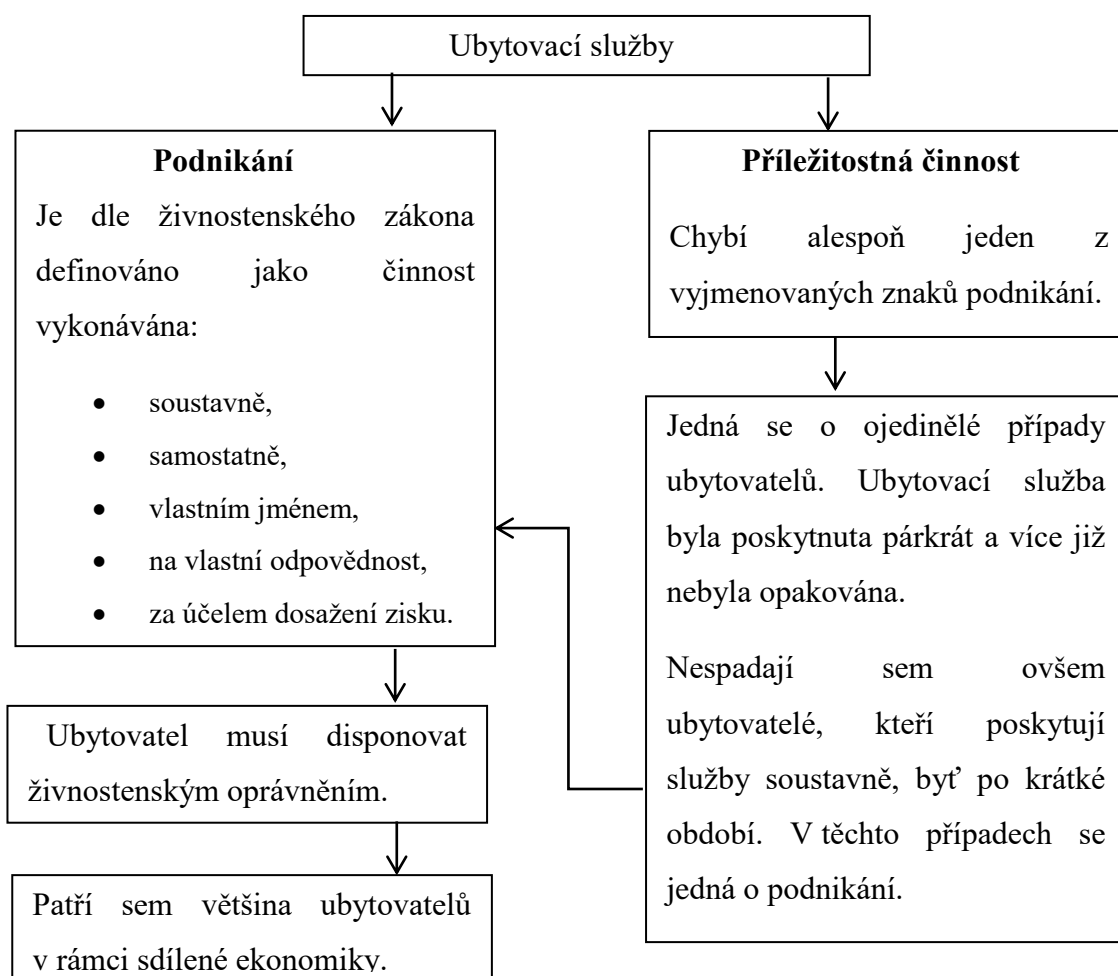 Ubytovací služby
Podnikání
Je dle živnostenského zákona
definováno jako činnost
vykonávána:
• soustavně,
• samostatně,
• vlastním jménem,
• na vlastní odpovědnost,
• za účelem dosažení zisku.
Ubytovatel musí disponovat
živnostenským oprávněním.
Patří sem většina ubytovatelů
v rámci sdílené ekonomiky.
Příležitostná činnost
Chybí alespoň jeden z
vyjmenovaných znaků podnikání.
Jedná se o ojedinělé případy
ubytovatelů. Ubytovací služba
byla poskytnuta párkrát a více již
nebyla opakována.
Nespadají sem ovšem
ubytovatelé, kteří poskytují
služby soustavně, byť po krátké
období. V těchto případech se
jedná o podnikání.